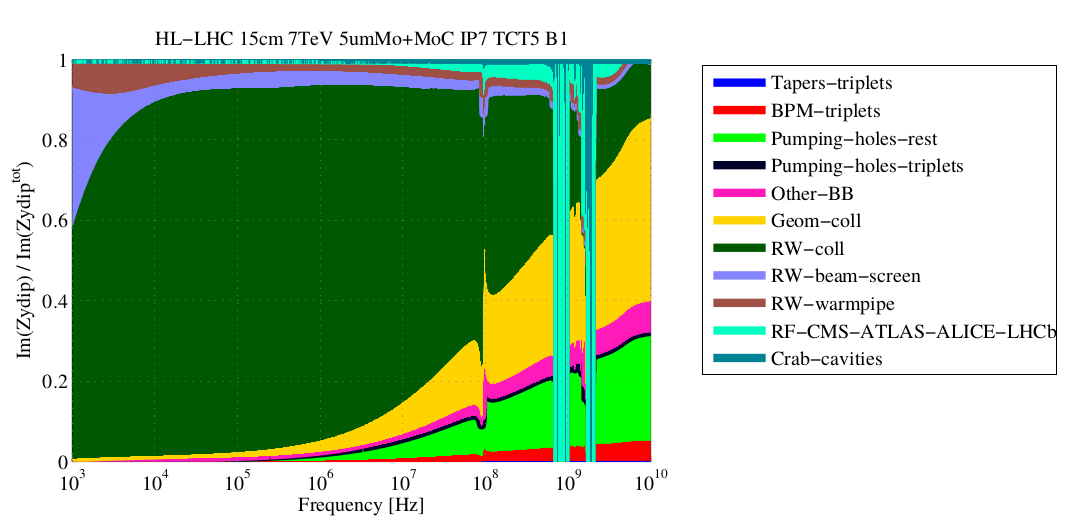 HL−LHC 15cm 7TeV 5umMo+MoC IP7 TCT5 B1
Im(Zydip) / Im(Zydip^tot)
1
0.8
0.6
0.4
0.2
0
10^3 10^4 10^5 10^6 10^7 10^8 10^9 10^10
Frequency [Hz]
Tapers−triplets
BPM−triplets
Pumping−holes−rest
Pumping−holes−triplets
Other−BB
Geom−coll
RW−coll
RW−beam−screen
RW−warmpipe
RF−CMS−ATLAS−ALICE−LHCb
Crab−cavities